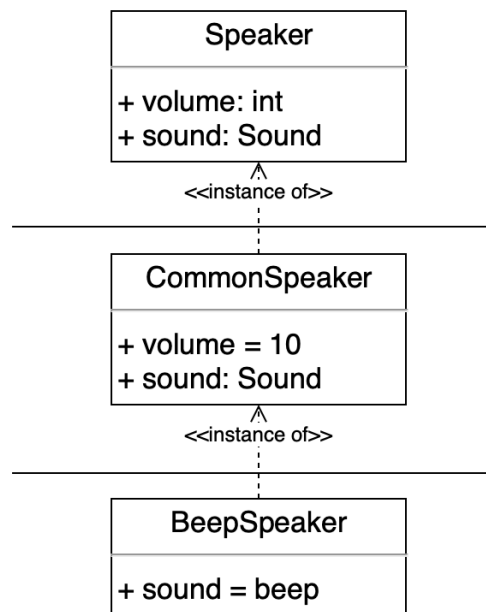 Speaker
+ volume: int
+ sound: Sound
<<instance of>>
CommonSpeaker
+ volume = 10
+ sound: Sound
<<instance of>>
BeepSpeaker
+ sound = beep